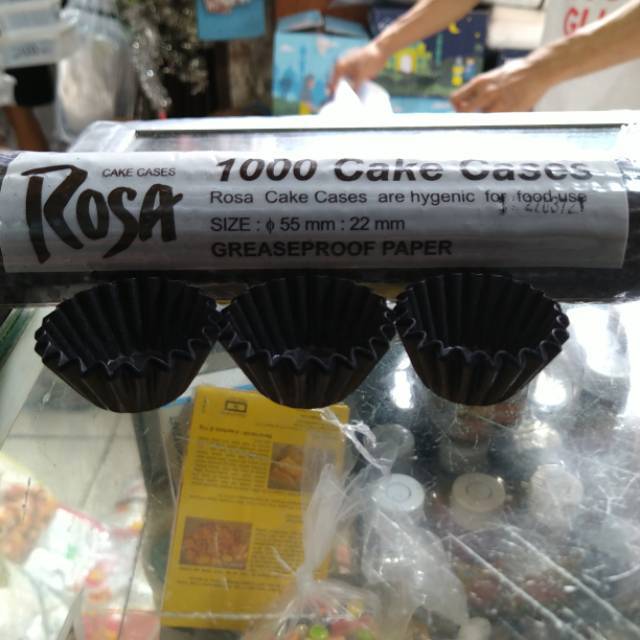 CAKE CASES
Rosa
1000 Cake Cases
Rosa Cake Cases are hygenic for food use
SIZE : ϕ 55 mm : 22 mm
GREASEPROOF PAPER